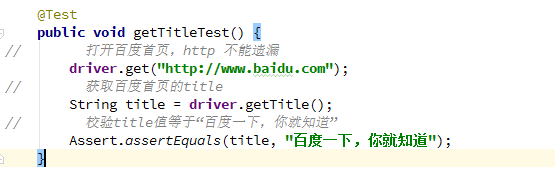 @Test
public void getTitleTest() {
// 打开百度首页，http 不能遗漏
driver.get("http://www.baidu.com");
// 获取百度首页的title
String title = driver.getTitle();
// 校验title值等于“百度一下，你就知道”
Assert.assertEquals(title, "百度一下，你就知道");
}